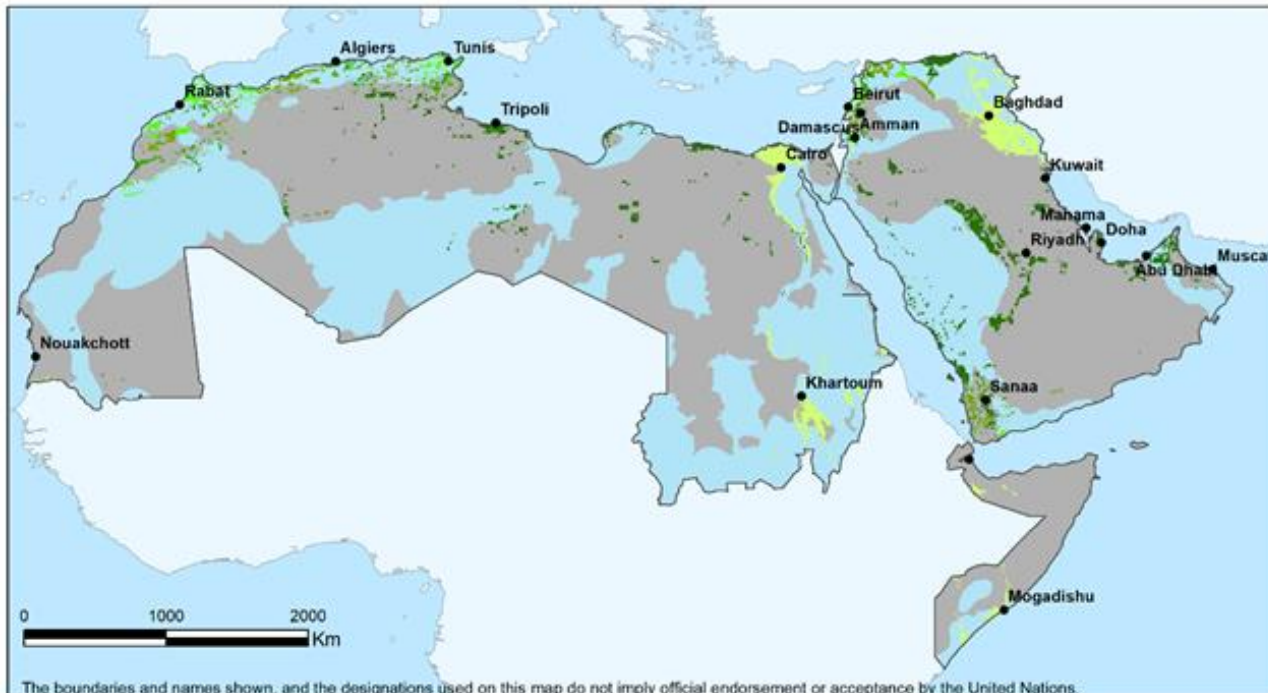 Algiers
Tunis
Rabat
Tripoli
Beirut
Baghdad
Damascus
Amman
Cairo
Kuwait
Mahama
Doha
Riyadh
Abu Dhabi
Musca
Nouakchott
Khartoum
Sanaa
Mogadishu
0 1000 2000
Km
The boundaries and names shown, and the designations used on this map do not imply official endorsement or acceptance by the United Nations.